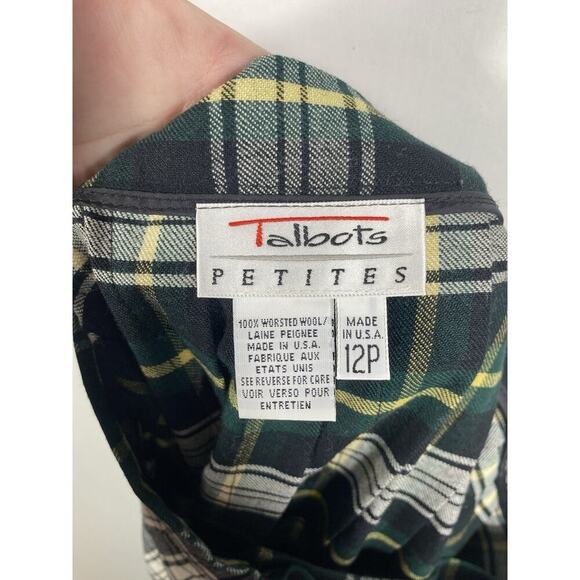 Talbots
PETITES
100% WORSTED WOOL/
LAINE PEIGNEE
MADE IN U.S.A.
FABRIQUE AUX
ETATS UNIS
SEE REVERSE FOR CARE
VOIR VERSO POUR
ENTRETIEN
MADE
IN U.S.A.
12P